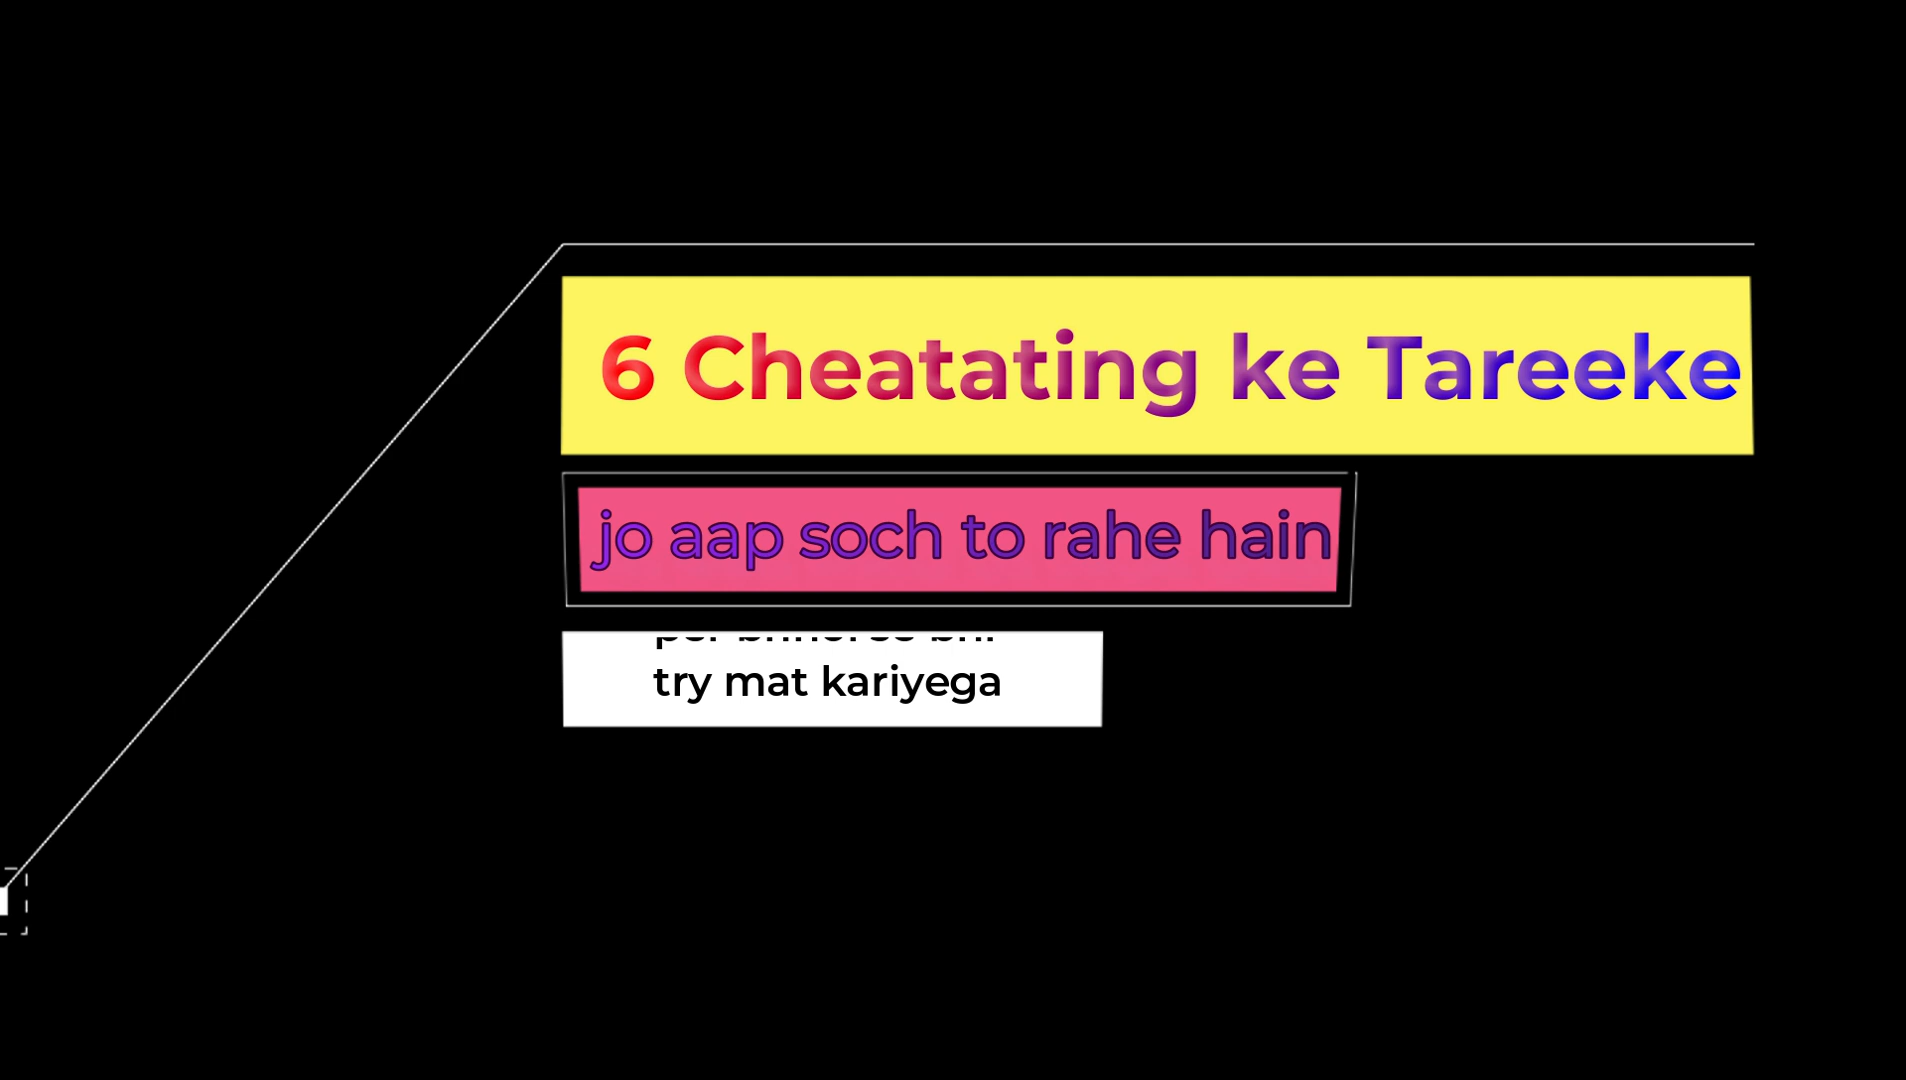 6 Cheatating ke Tareeke
jo aap soch to rahe hain
try mat kariyega